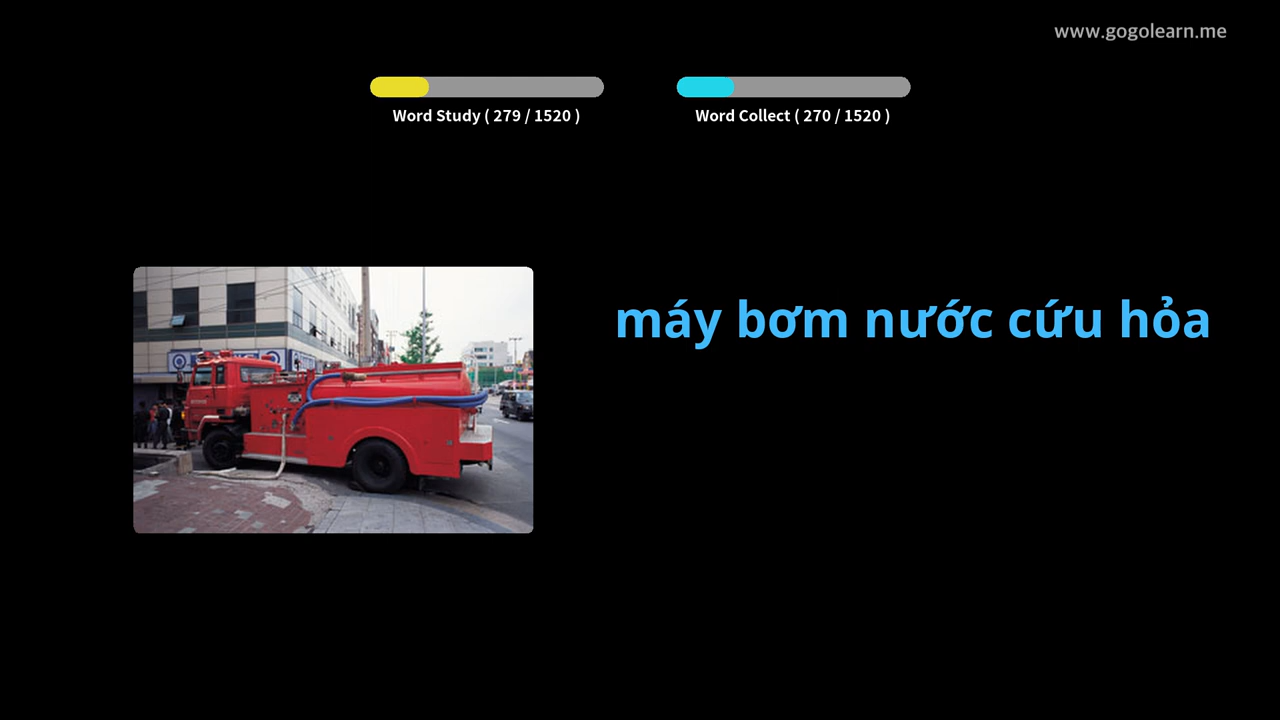 www.gogolearn.me
Word Study ( 279 / 1520 )
Word Collect ( 270 / 1520 )
máy bơm nước cứu hỏa